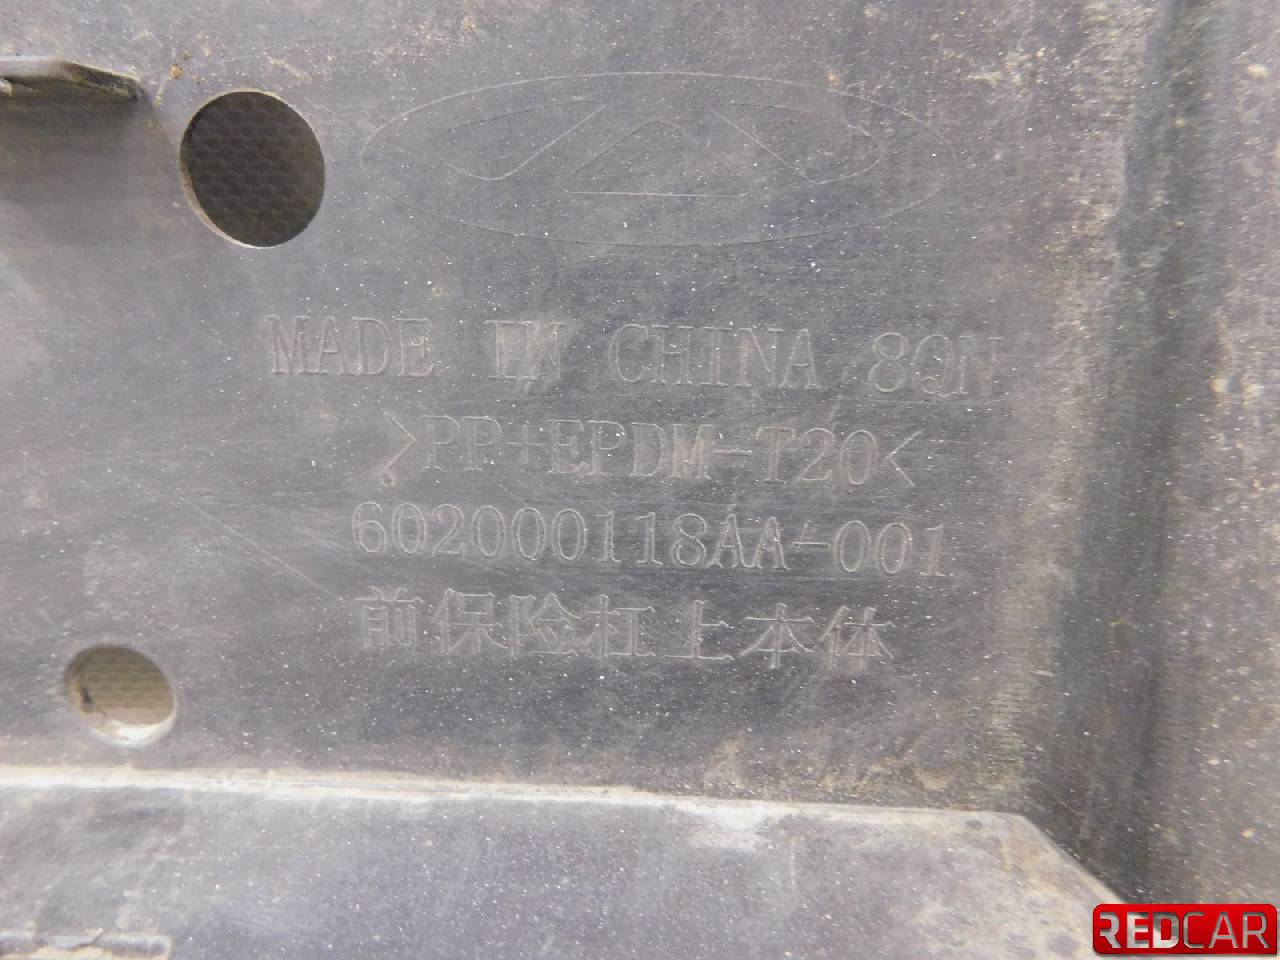 MADE IN CHINA 8QN
>PP+EPDM-T20<
602000118AA-001
前保险杠上本体
REDCAR